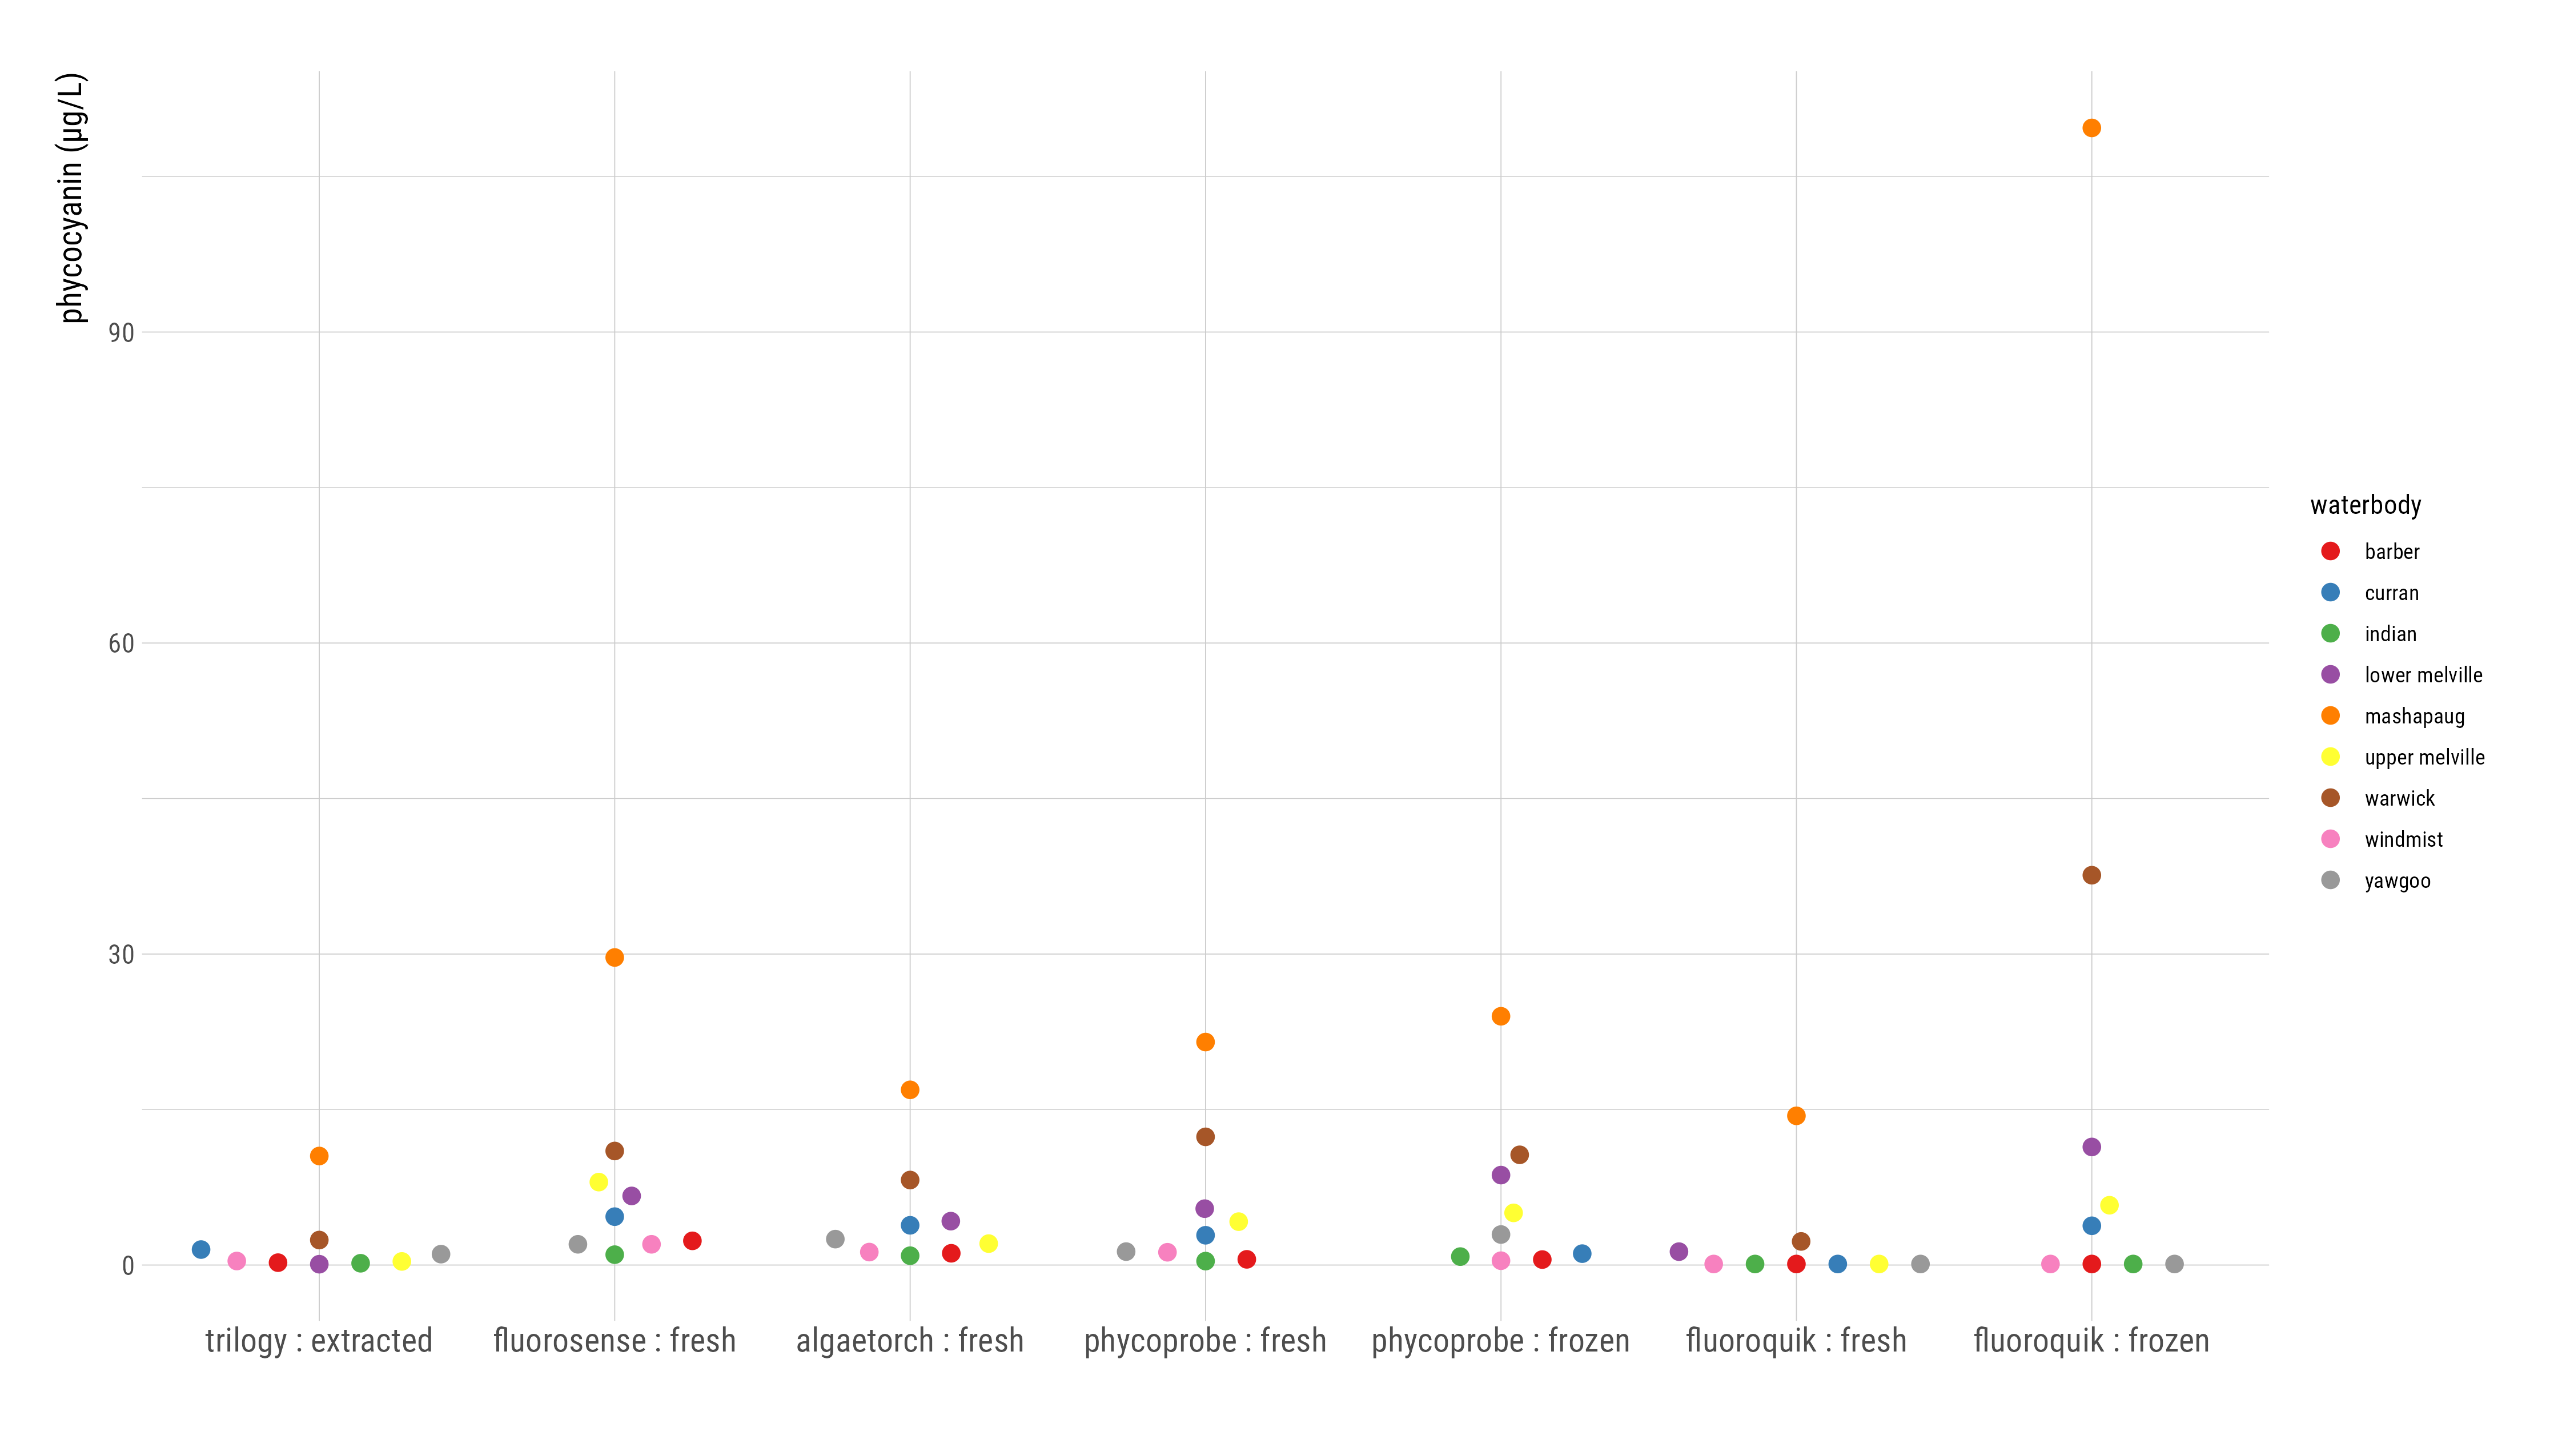 phycocyanin (µg/L)
90
60
30
0
trilogy : extracted
fluorosense : fresh
algaetorch : fresh
phycoprobe : fresh
phycoprobe : frozen
fluoroquik : fresh
fluoroquik : frozen
waterbody
barber
curran
indian
lower melville
mashapaug
upper melville
warwick
windmist
yawgoo